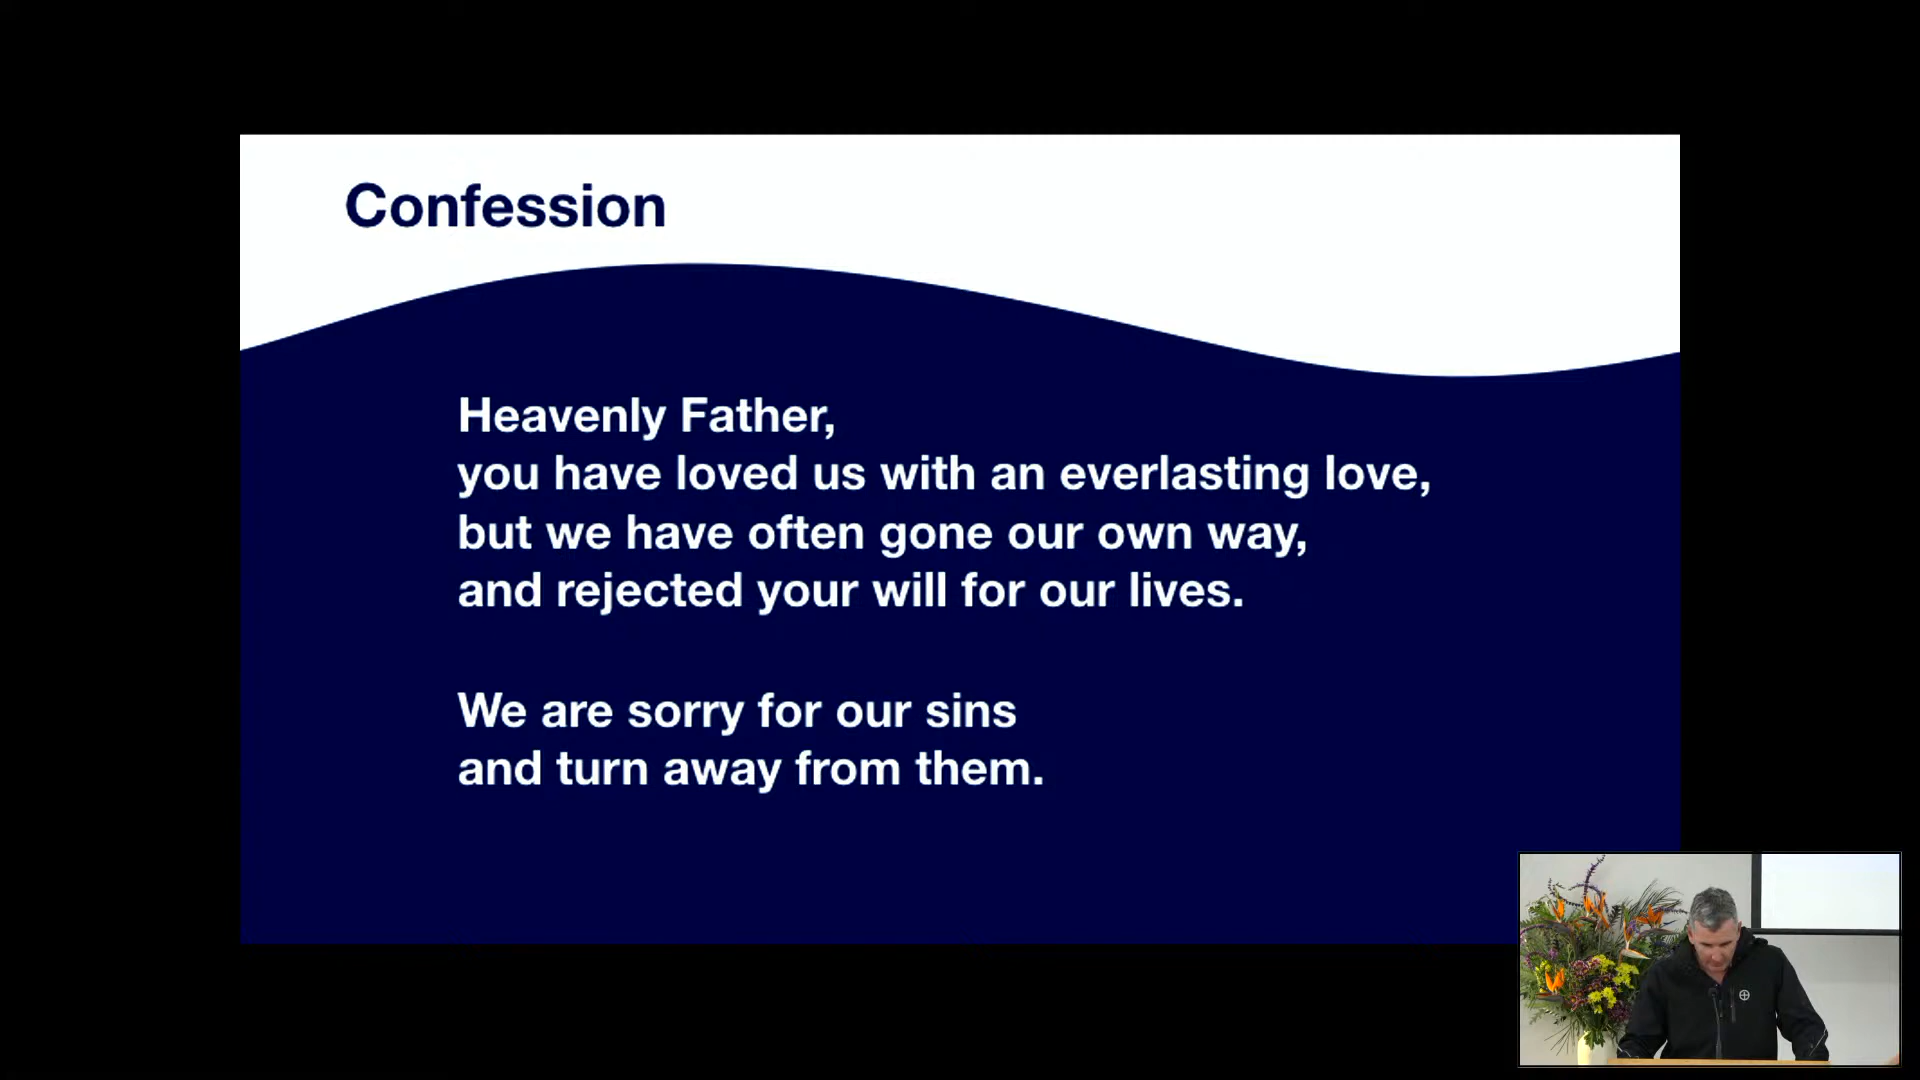 Confession
Heavenly Father,
you have loved us with an everlasting love,
but we have often gone our own way,
and rejected your will for our lives.
We are sorry for our sins
and turn away from them.